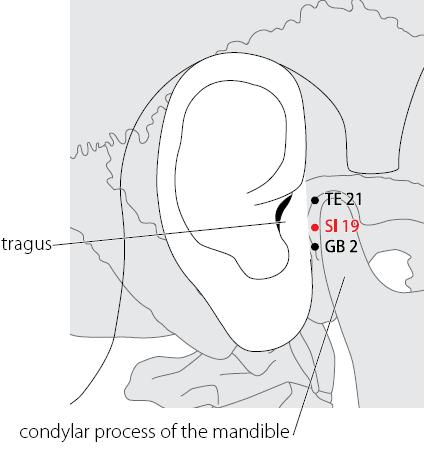 TE 21
SI 19
tragus
GB 2
condylar process of the mandible